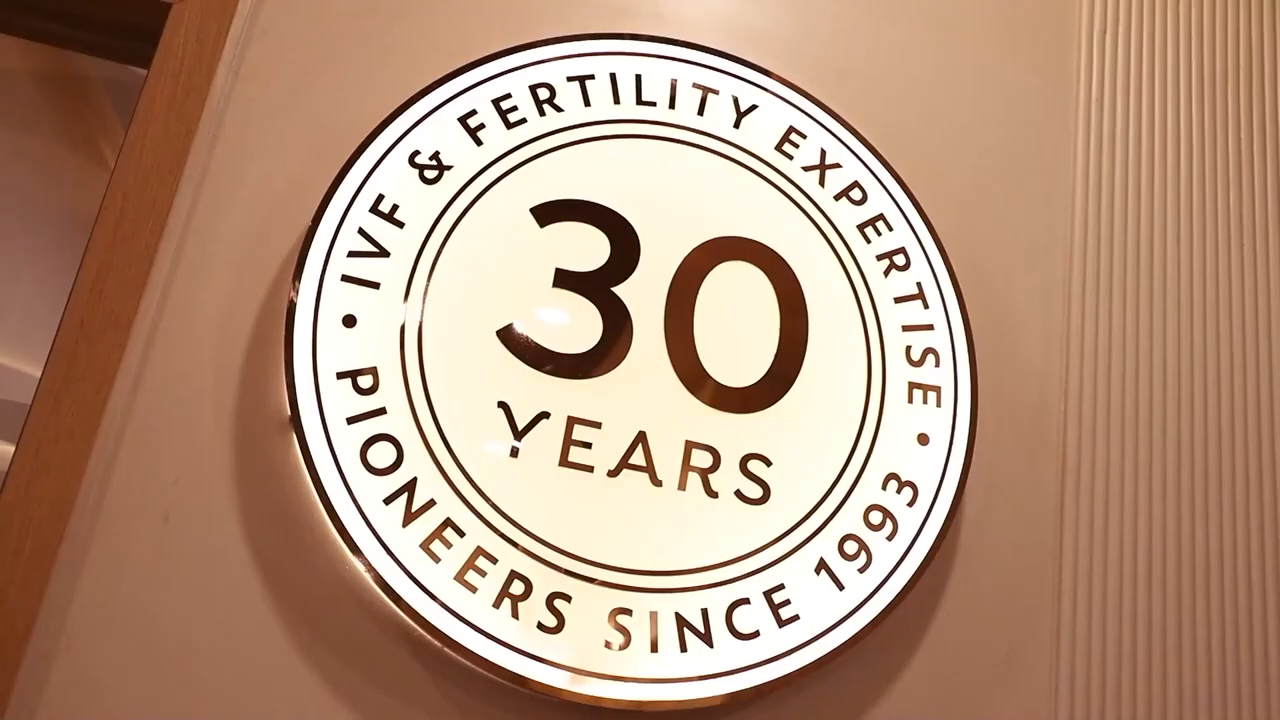 • IVF & FERTILITY EXPERTISE •
30
YEARS
PIONEERS SINCE 1993